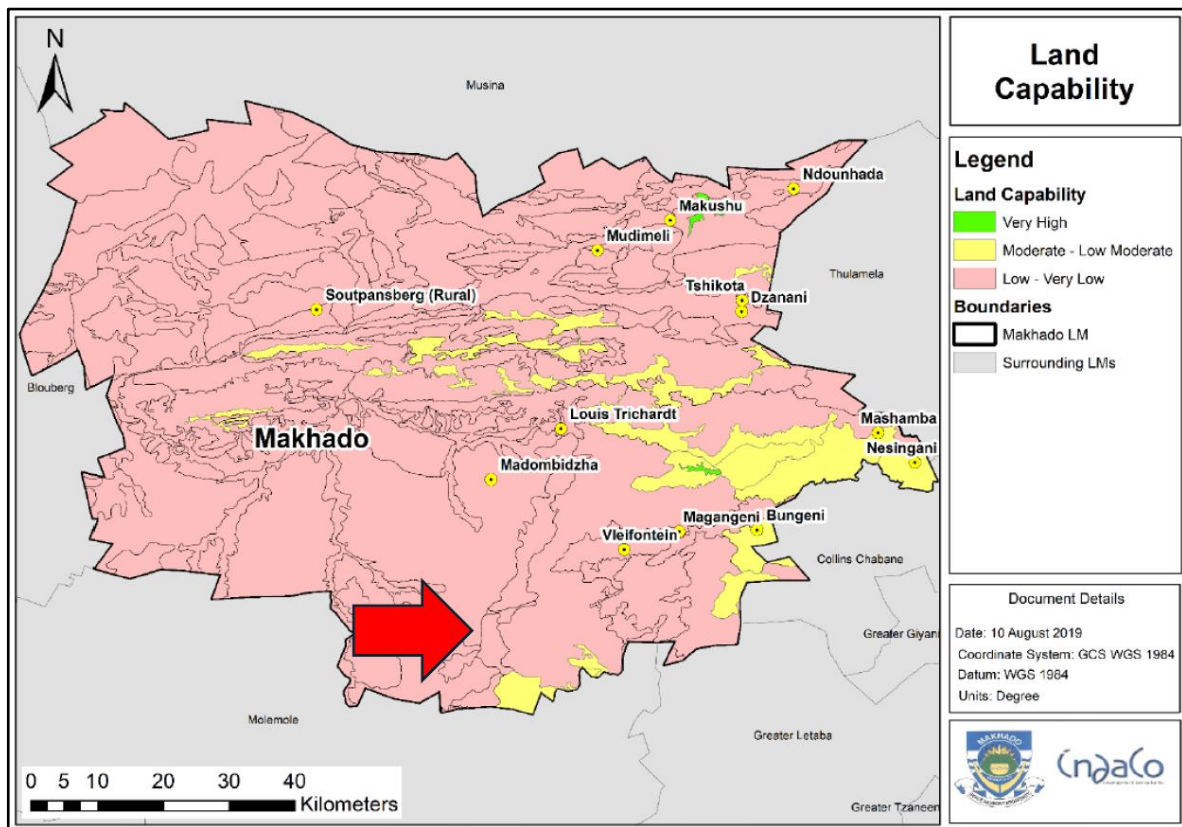 Land
Capability
N
Musina
Ndounhada
Makushu
Mudimeli
Thulamela
Tshikota
Dzanani
Soutpansberg (Rural)
Blouberg
Louis Trichardt
Mashamba
Makhado
Nesingani
Madombidzha
Magangeni
Bungeni
Vleifontein
Collins Chabane
Greater Giyani
Molemole
Greater Letaba
Greater Tzaneen
0 5 10 20 30 40
Kilometers
Legend
Land Capability
Very High
Moderate - Low Moderate
Low - Very Low
Boundaries
Makhado LM
Surrounding LMs
Document Details
Date: 10 August 2019
Coordinate System: GCS WGS 1984
Datum: WGS 1984
Units: Degree
MAKHADO